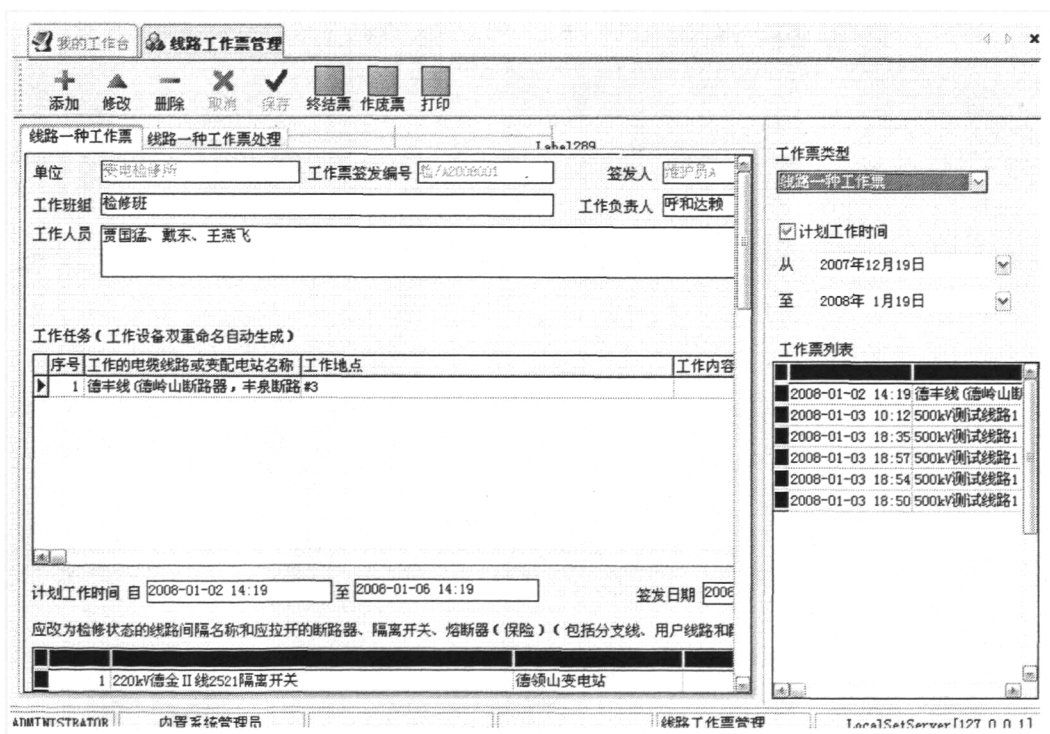 我的工作台 线路工作票管理
添加 修改 删除 取消 保存 终结票 作废票 打印
线路一种工作票 线路一种工作票处理
Label289
单位 变电检修所 工作票签发编号 签发人 维护员A
工作班组 检修班 工作负责人 呼和达赖
工作人员 贾国猛、戴东、王燕飞
工作任务(工作设备双重命名自动生成)
序号 工作的电缆线路或变配电站名称 工作地点 工作内容
1 德丰线(德岭山断路器,丰泉断路 #3
计划工作时间 自 2008-01-02 14:19 至 2008-01-06 14:19 签发日期 2008
应改为检修状态的线路间隔名称和应拉开的断路器、隔离开关、熔断器(保险)(包括分支线、用户线路和
1 220kV德金Ⅱ线2521隔离开关 德领山变电站
工作票类型
线路一种工作票
计划工作时间
从 2007年12月19日
至 2008年 1月19日
工作票列表
2008-01-02 14:19 德丰线(德岭山断
2008-01-03 10:12 500kV测试线路1
2008-01-03 18:35 500kV测试线路1
2008-01-03 18:57 500kV测试线路1
2008-01-03 18:54 500kV测试线路1
2008-01-03 18:50 500kV测试线路1
ADMINISTRATOR 内置系统管理员 线路工作票管理 LocalSetServer[127.0.0.1]